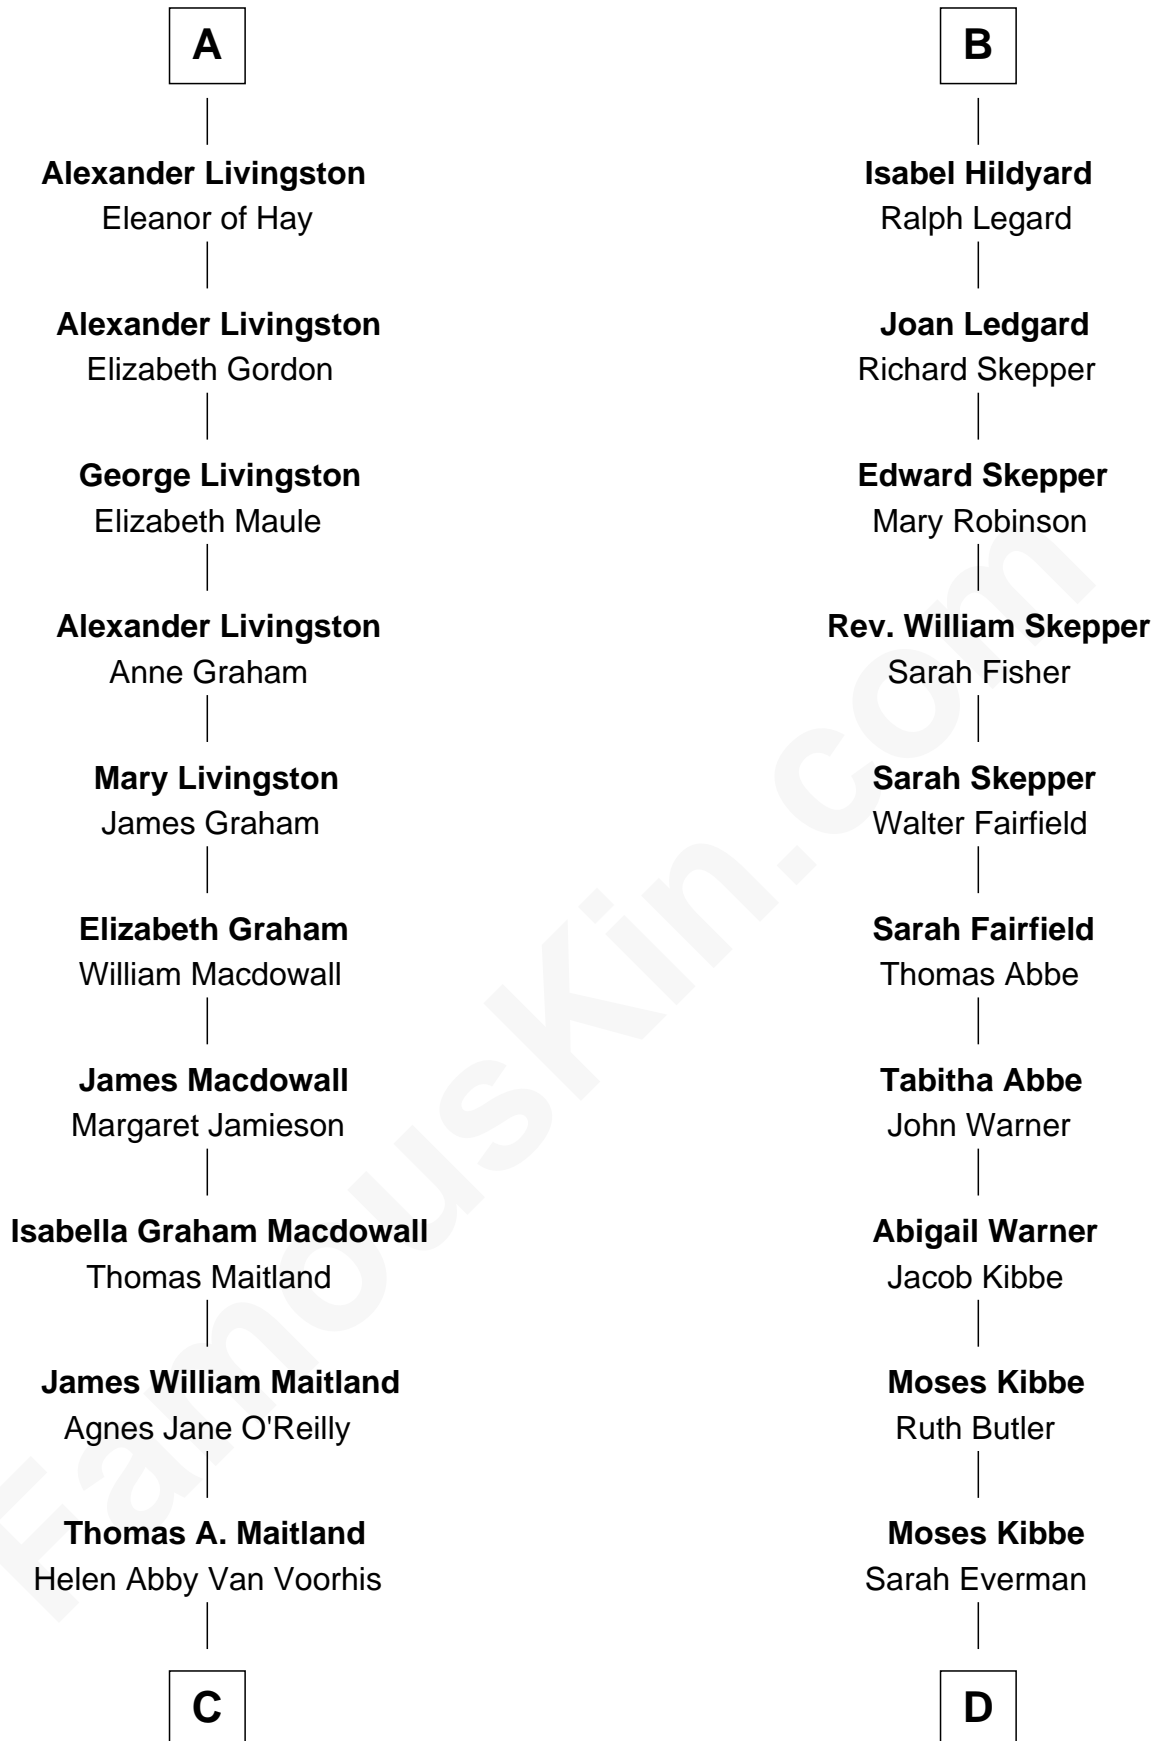 A
Alexander Livingston
Eleanor of Hay
Alexander Livingston
Elizabeth Gordon
George Livingston
Elizabeth Maule
Alexander Livingston
Anne Graham
Mary Livingston
James Graham
Elizabeth Graham
William Macdowall
James Macdowall
Margaret Jamieson
Isabella Graham Macdowall
Thomas Maitland
James William Maitland
Agnes Jane O'Reilly
Thomas A. Maitland
Helen Abby Van Voorhis
C
B
Isabel Hildyard
Ralph Legard
Joan Ledgard
Richard Skepper
Edward Skepper
Mary Robinson
Rev. William Skepper
Sarah Fisher
Sarah Skepper
Walter Fairfield
Sarah Fairfield
Thomas Abbe
Tabitha Abbe
John Warner
Abigail Warner
Jacob Kibbe
Moses Kibbe
Ruth Butler
Moses Kibbe
Sarah Everman
D
FamousKin.com